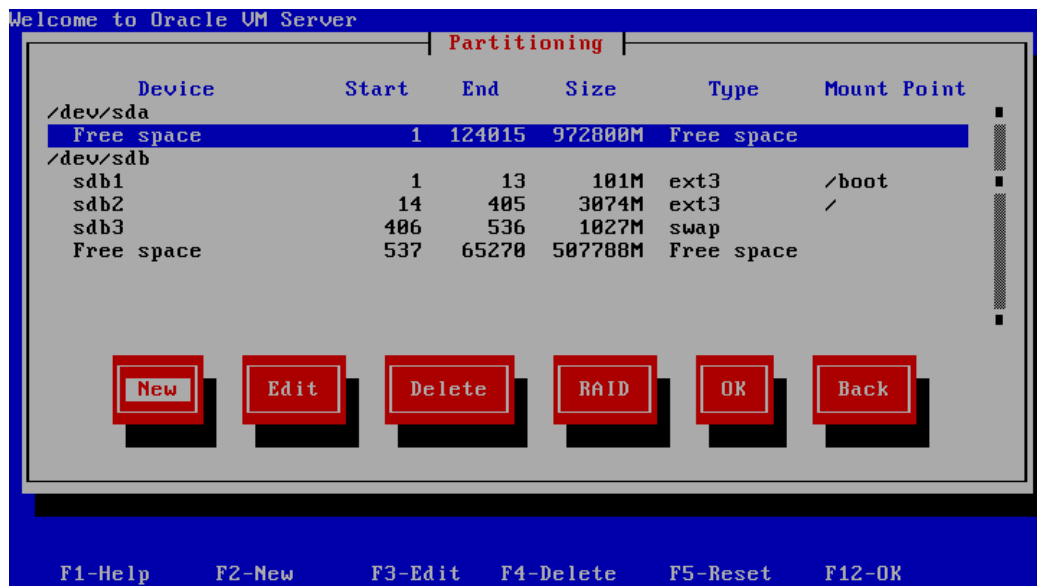 Welcome to Oracle VM Server
Partitioning
Device Start End Size Type Mount Point
/dev/sda
Free space 1 124015 972800M Free space
/dev/sdb
sdb1 1 13 101M ext3 /boot
sdb2 14 405 3074M ext3 /
sdb3 406 536 1027M swap
Free space 537 65270 507788M Free space
New Edit Delete RAID OK Back
F1-Help F2-New F3-Edit F4-Delete F5-Reset F12-OK